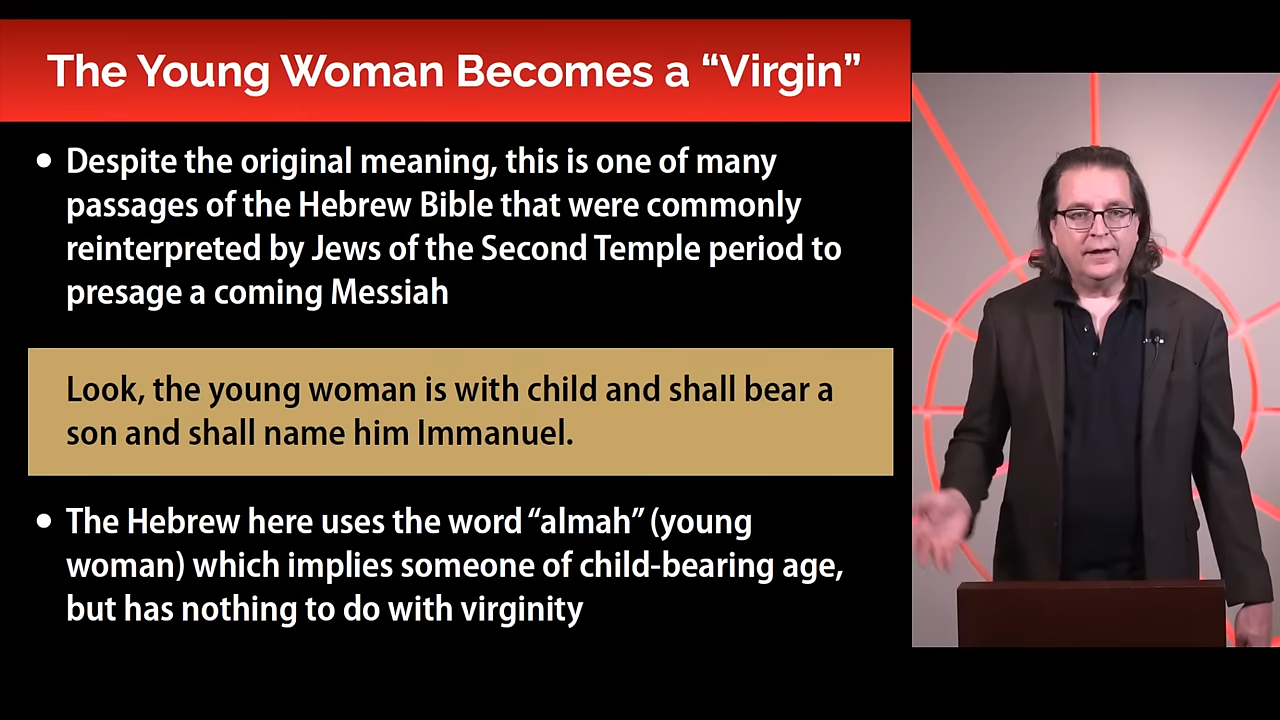 The Young Woman Becomes a “Virgin”
• Despite the original meaning, this is one of many
passages of the Hebrew Bible that were commonly
reinterpreted by Jews of the Second Temple period to
presage a coming Messiah
Look, the young woman is with child and shall bear a
son and shall name him Immanuel.
• The Hebrew here uses the word “almah” (young
woman) which implies someone of child-bearing age,
but has nothing to do with virginity